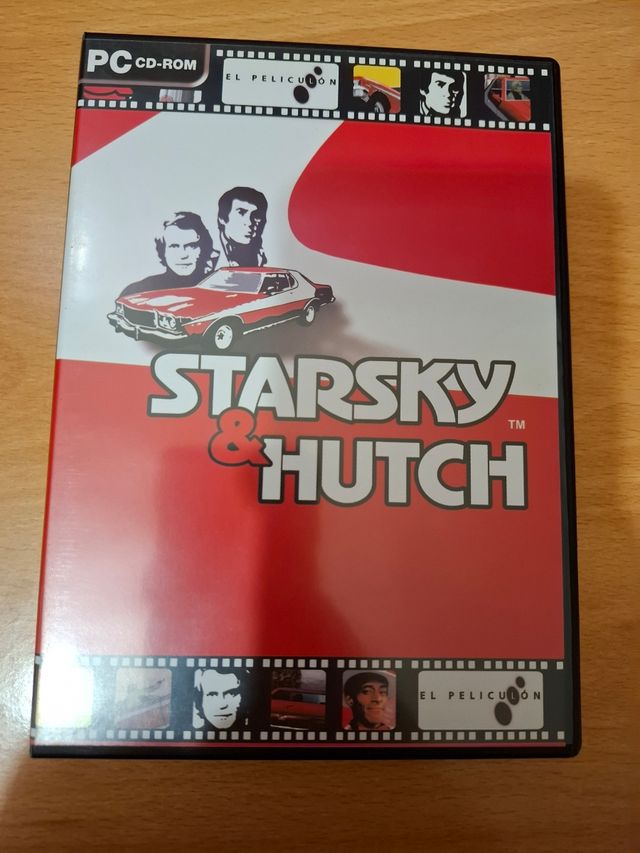 PC CD-ROM
EL PELICULÓN
STARSKY
& HUTCH ™
EL PELICULÓN